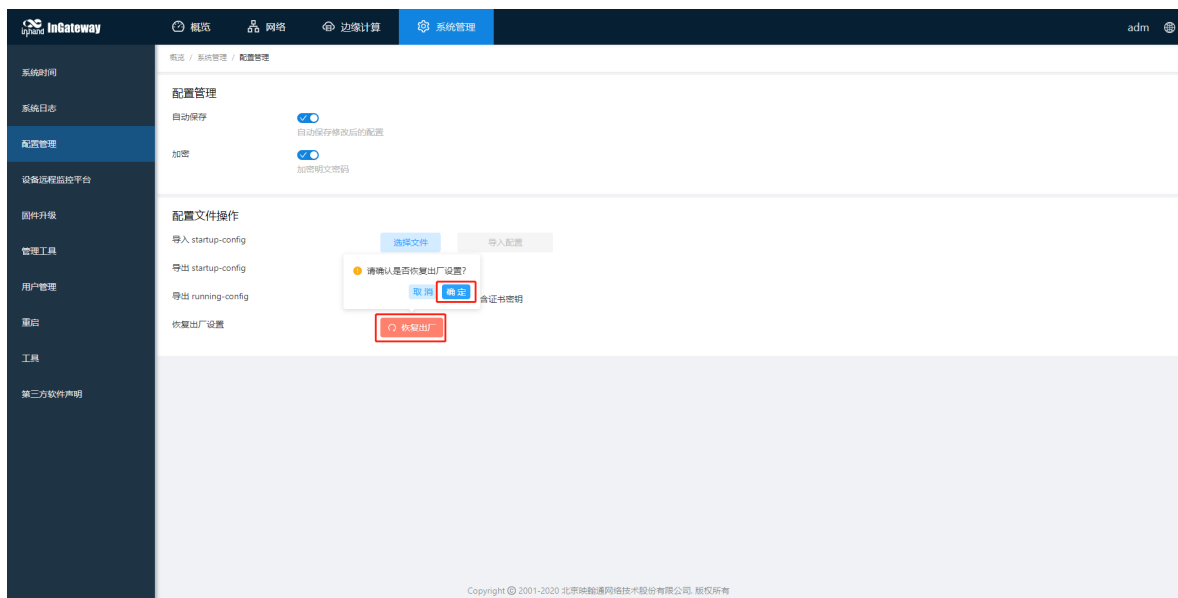 inhand InGateway
概览
网络
边缘计算
系统管理
adm
概览 / 系统管理 / 配置管理
系统时间
系统日志
配置管理
设备远程监控平台
固件升级
管理工具
用户管理
重启
工具
第三方软件声明
配置管理
自动保存
自动保存修改后的配置
加密
加密明文密码
配置文件操作
导入 startup-config
选择文件
导入配置
导出 startup-config
请确认是否恢复出厂设置?
取 消
确 定
导出 running-config
含证书密钥
恢复出厂设置
恢复出厂
Copyright © 2001-2020 北京映翰通网络技术股份有限公司. 版权所有